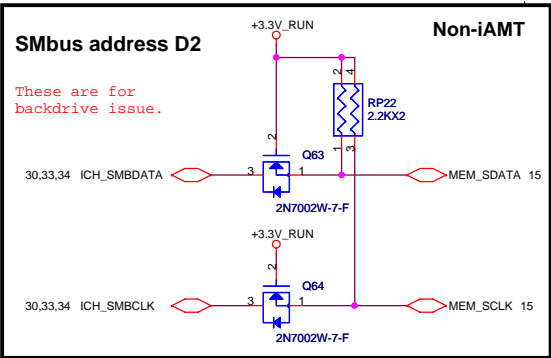 +3.3V_RUN
Non-iAMT
SMbus address D2
These are for
backdrive issue.
2 4
RP22
2.2KX2
1 3
2
Q63
30,33,34 ICH_SMBDATA 3 1 MEM_SDATA 15
2N7002W-7-F
+3.3V_RUN
2
Q64
30,33,34 ICH_SMBCLK 3 1 MEM_SCLK 15
2N7002W-7-F